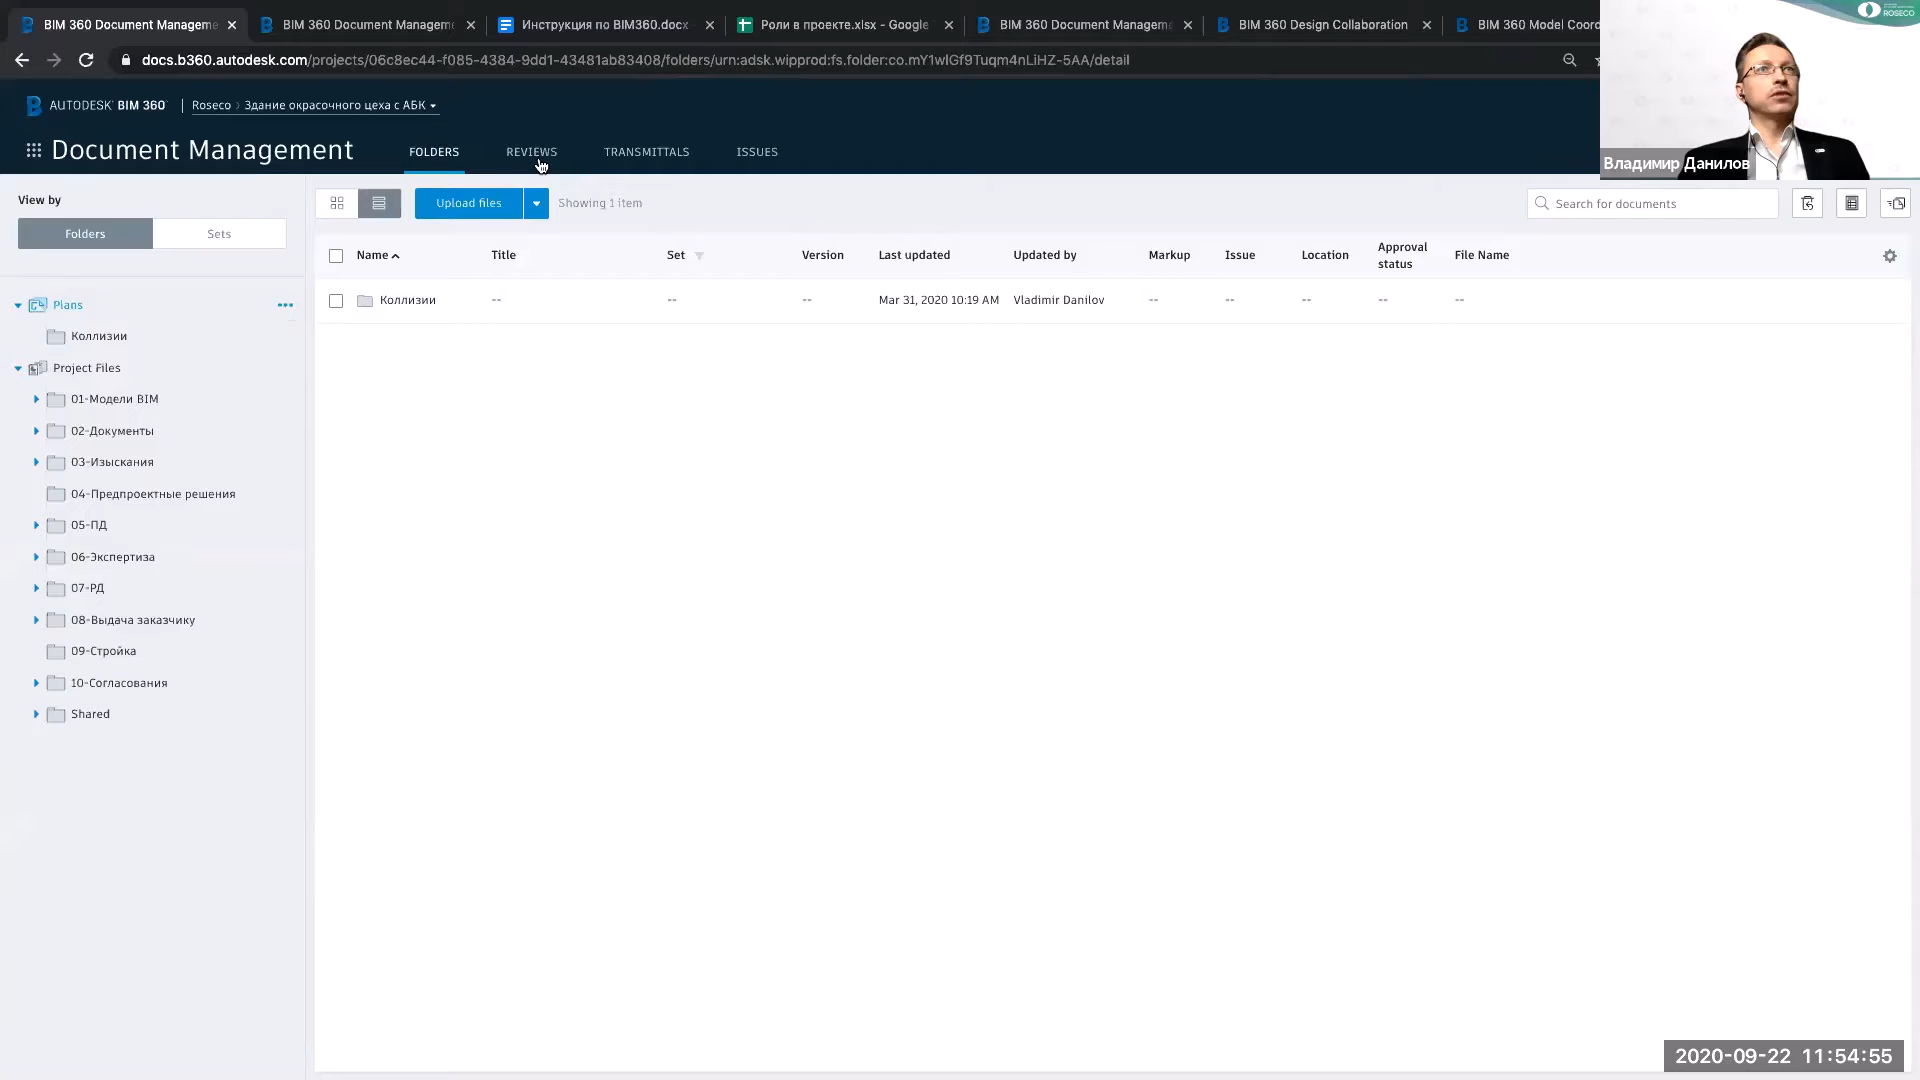 BIM 360 Document Manageme
BIM 360 Document Manageme
Инструкция по BIM360.docx
Роли в проекте.xlsx - Google
BIM 360 Document Manageme
BIM 360 Design Collaboration
BIM 360 Model Coord
docs.b360.autodesk.com/projects/06c8ec44-f085-4384-9dd1-43481ab83408/folders/urn:adsk.wipprod:fs.folder:co.mY1wIGf9Tuqm4nLiHZ-5AA/detail
ROSECO
AUTODESK BIM 360
Roseco > Здание окрасочного цеха с АБК
Document Management
FOLDERS
REVIEWS
TRANSMITTALS
ISSUES
Владимир Данилов
View by
Folders
Sets
Upload files
Showing 1 item
Search for documents
Name
Title
Set
Version
Last updated
Updated by
Markup
Issue
Location
Approval status
File Name
Коллизии -- -- -- Mar 31, 2020 10:19 AM Vladimir Danilov -- -- -- -- --
Plans
Коллизии
Project Files
01-Модели BIM
02-Документы
03-Изыскания
04-Предпроектные решения
05-ПД
06-Экспертиза
07-РД
08-Выдача заказчику
09-Стройка
10-Согласования
Shared
2020-09-22 11:54:55